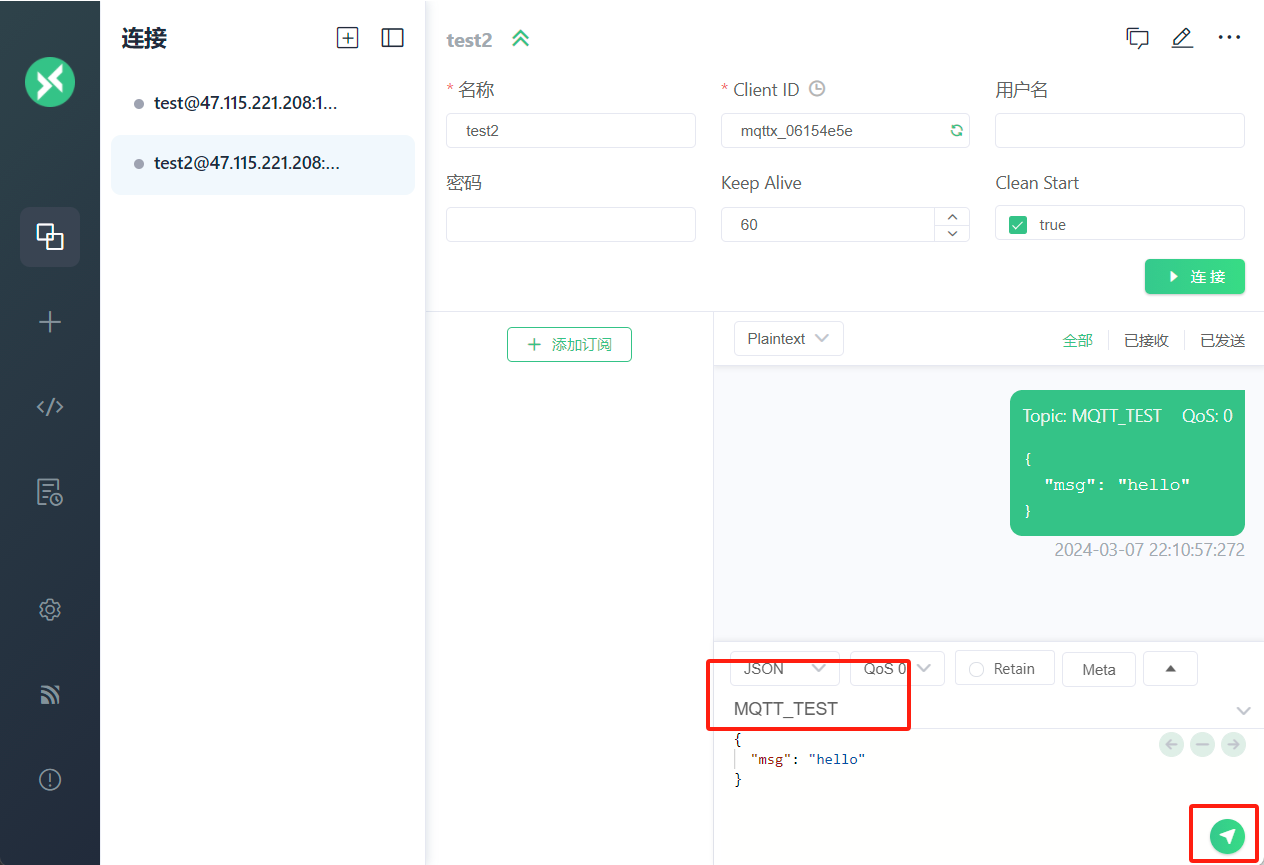 连接
test@47.115.221.208:1...
test2@47.115.221.208:...
test2
* 名称
* Client ID
用户名
test2
mqttx_06154e5e
密码
Keep Alive
Clean Start
60
true
连 接
添加订阅
Plaintext
全部
已接收
已发送
Topic: MQTT_TEST QoS: 0
{
"msg": "hello"
}
2024-03-07 22:10:57:272
JSON
QoS 0
Retain
Meta
MQTT_TEST
{
"msg": "hello"
}